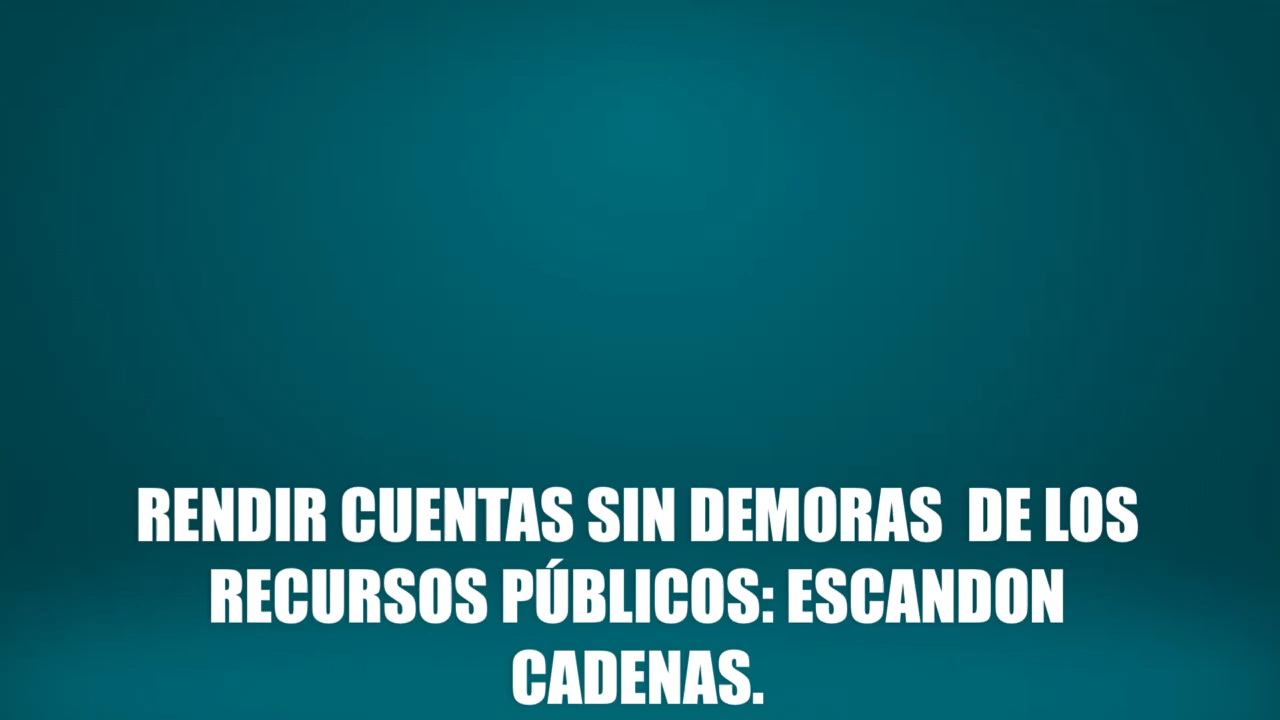 RENDIR CUENTAS SIN DEMORAS  DE LOS
RECURSOS PÚBLICOS: ESCANDON
CADENAS.